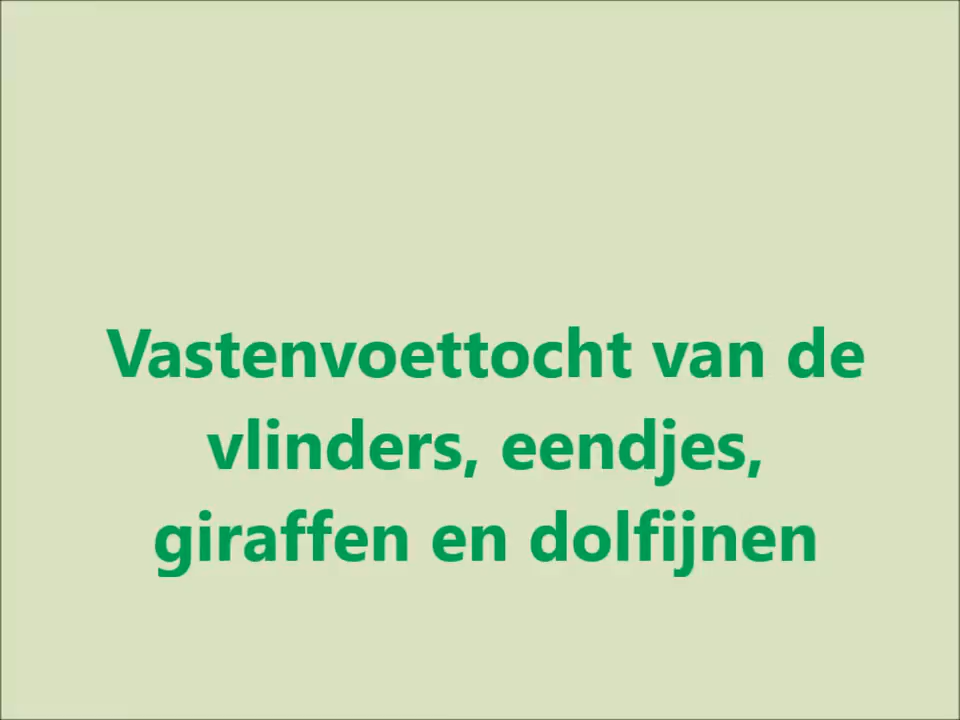 Vastenvoettocht van de
vlinders, eendjes,
giraffen en dolfijnen